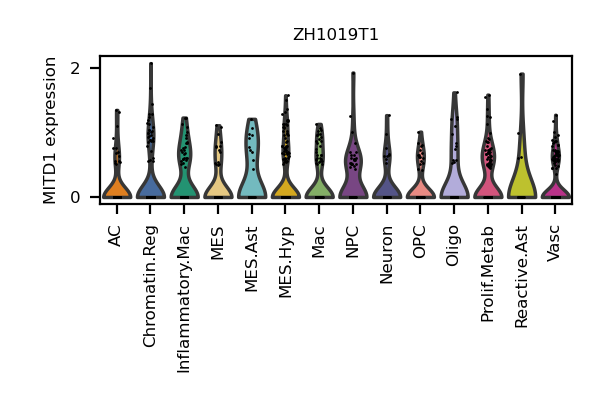 ZH1019T1
MITD1 expression
2
0
AC
Chromatin.Reg
Inflammatory.Mac
MES
MES.Ast
MES.Hyp
Mac
NPC
Neuron
OPC
Oligo
Prolif.Metab
Reactive.Ast
Vasc